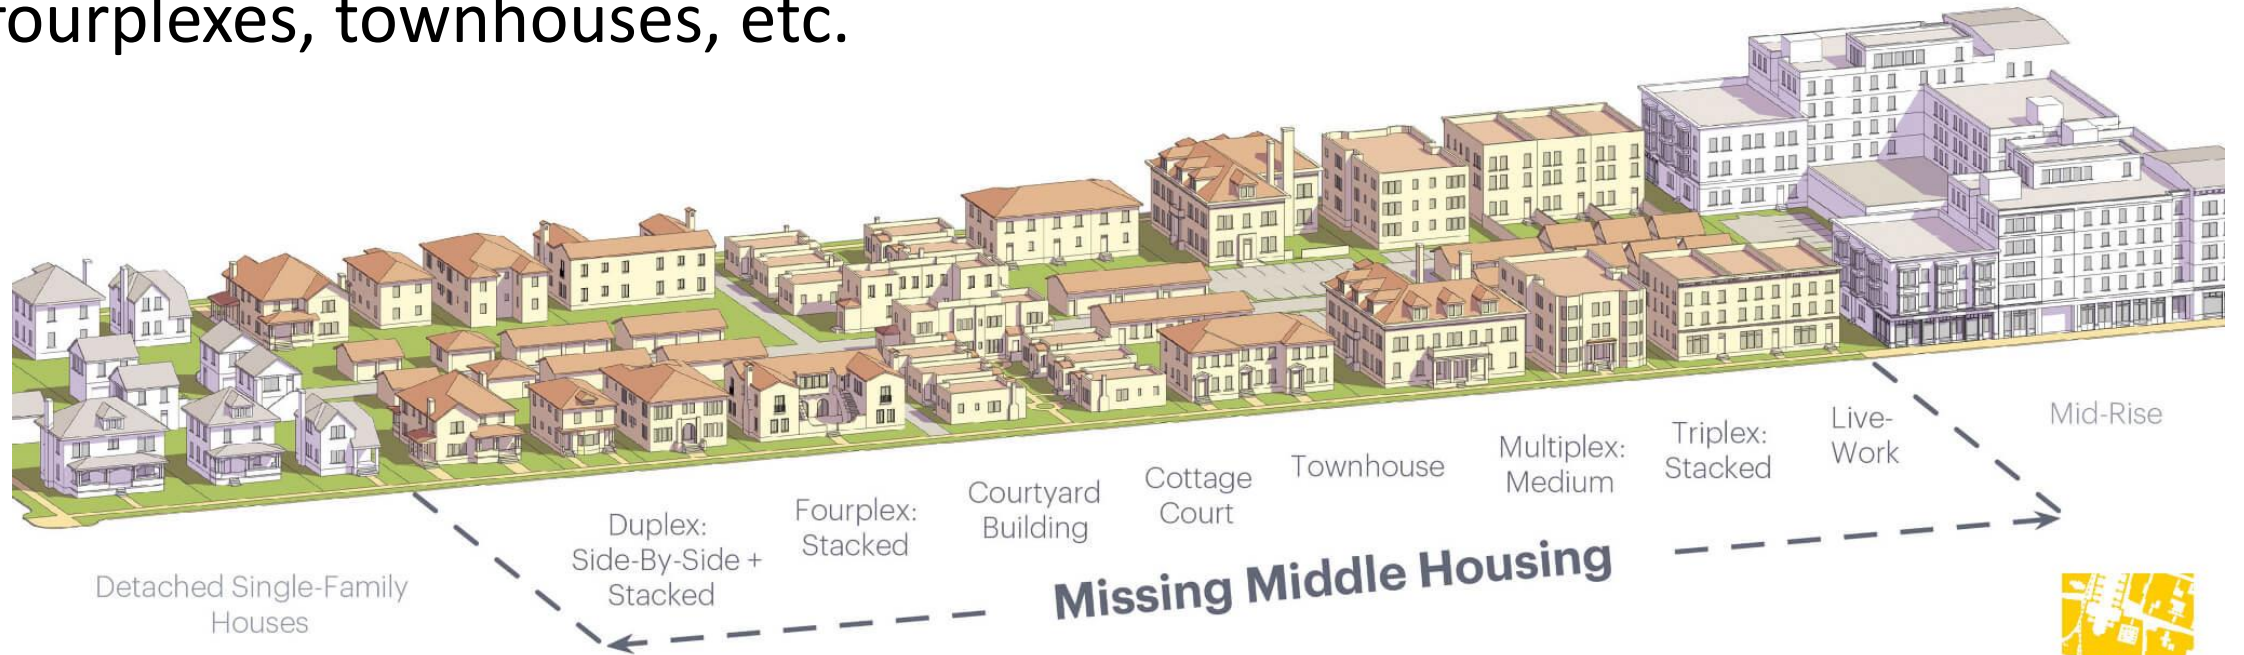 ourplexes, townhouses, etc.
Detached Single-Family
Houses
Duplex:
Side-By-Side +
Stacked
Fourplex:
Stacked
Courtyard
Building
Cottage
Court
Townhouse
Multiplex:
Medium
Triplex:
Stacked
Live-
Work
Mid-Rise
Missing Middle Housing